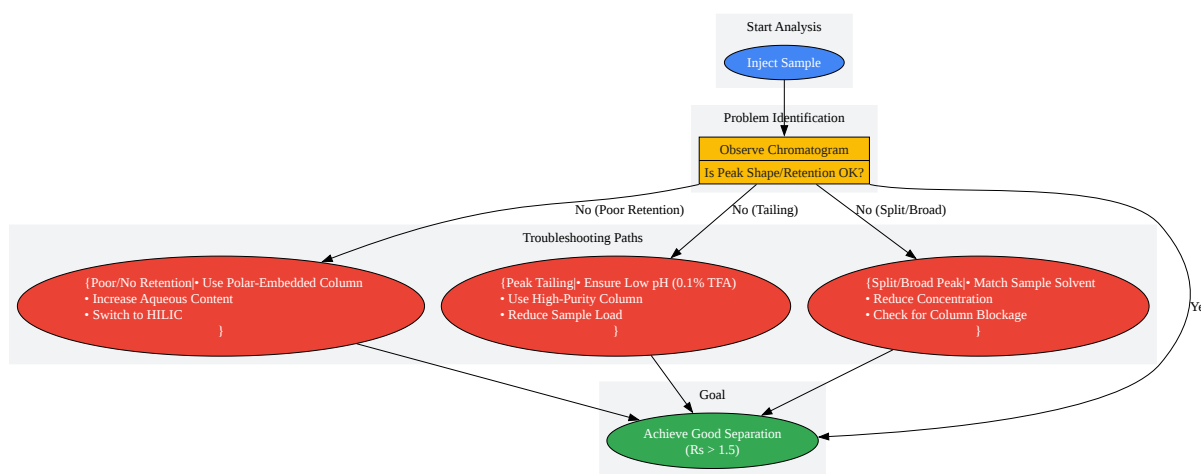 Start Analysis
Inject Sample
Problem Identification
Observe Chromatogram
Is Peak Shape/Retention OK?
No (Poor Retention)
No (Tailing)
No (Split/Broad)
Ye
Troubleshooting Paths
{Poor/No Retention|• Use Polar-Embedded Column
• Increase Aqueous Content
• Switch to HILIC
}
{Peak Tailing|• Ensure Low pH (0.1% TFA)
• Use High-Purity Column
• Reduce Sample Load
}
{Split/Broad Peak|• Match Sample Solvent
• Reduce Concentration
• Check for Column Blockage
}
Goal
Achieve Good Separation
(Rs > 1.5)